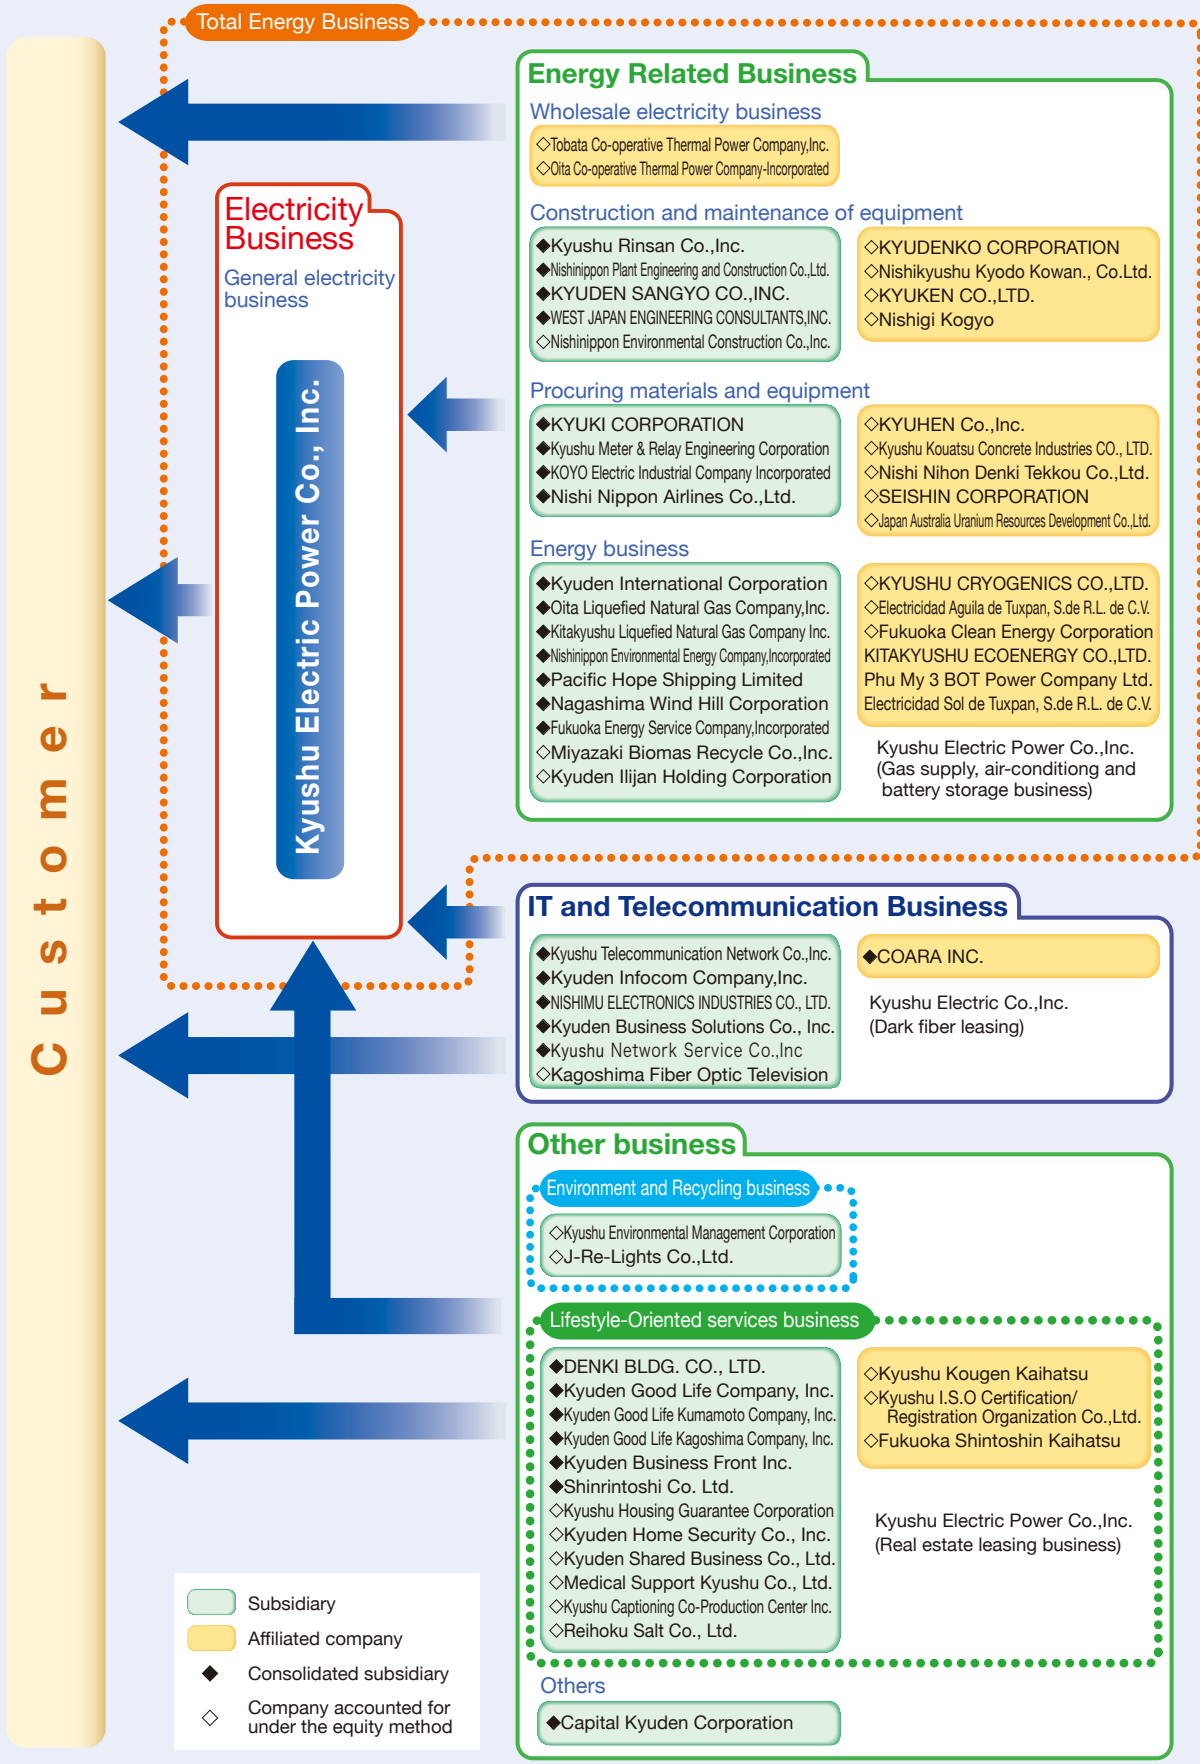 Total Energy Business
Customer
Electricity
Business
General electricity
business
Kyushu Electric Power Co., Inc.
Energy Related Business
Wholesale electricity business
◇Tobata Co-operative Thermal Power Company,Inc.
◇Oita Co-operative Thermal Power Company-Incorporated
Construction and maintenance of equipment
◆Kyushu Rinsan Co.,Inc.
◆Nishinippon Plant Engineering and Construction Co.,Ltd.
◆KYUDEN SANGYO CO.,INC.
◆WEST JAPAN ENGINEERING CONSULTANTS,INC.
◇Nishinippon Environmental Construction Co.,Inc.
◇KYUDENKO CORPORATION
◇Nishikyushu Kyodo Kowan., Co.Ltd.
◇KYUKEN CO.,LTD.
◇Nishigi Kogyo
Procuring materials and equipment
◆KYUKI CORPORATION
◆Kyushu Meter & Relay Engineering Corporation
◆KOYO Electric Industrial Company Incorporated
◆Nishi Nippon Airlines Co.,Ltd.
◇KYUHEN Co.,Inc.
◇Kyushu Kouatsu Concrete Industries CO., LTD.
◇Nishi Nihon Denki Tekkou Co.,Ltd.
◇SEISHIN CORPORATION
◇Japan Australia Uranium Resources Development Co.,Ltd.
Energy business
◆Kyuden International Corporation
◆Oita Liquefied Natural Gas Company,Inc.
◆Kitakyushu Liquefied Natural Gas Company Inc.
◆Nishinippon Environmental Energy Company,Incorporated
◆Pacific Hope Shipping Limited
◆Nagashima Wind Hill Corporation
◆Fukuoka Energy Service Company,Incorporated
◇Miyazaki Biomas Recycle Co.,Inc.
◇Kyuden Ilijan Holding Corporation
◇KYUSHU CRYOGENICS CO.,LTD.
◇Electricidad Aguila de Tuxpan, S.de R.L. de C.V.
◇Fukuoka Clean Energy Corporation
KITAKYUSHU ECOENERGY CO.,LTD.
Phu My 3 BOT Power Company Ltd.
Electricidad Sol de Tuxpan, S.de R.L. de C.V.
Kyushu Electric Power Co.,Inc.
(Gas supply, air-conditiong and
battery storage business)
IT and Telecommunication Business
◆Kyushu Telecommunication Network Co.,Inc.
◆Kyuden Infocom Company,Inc.
◆NISHIMU ELECTRONICS INDUSTRIES CO., LTD.
◆Kyuden Business Solutions Co., Inc.
◆Kyushu Network Service Co.,Inc
◇Kagoshima Fiber Optic Television
◆COARA INC.
Kyushu Electric Co.,Inc.
(Dark fiber leasing)
Other business
Environment and Recycling business
◇Kyushu Environmental Management Corporation
◇J-Re-Lights Co.,Ltd.
Lifestyle-Oriented services business
◆DENKI BLDG. CO., LTD.
◆Kyuden Good Life Company, Inc.
◆Kyuden Good Life Kumamoto Company, Inc.
◆Kyuden Good Life Kagoshima Company, Inc.
◆Kyuden Business Front Inc.
◆Shinrintoshi Co. Ltd.
◇Kyushu Housing Guarantee Corporation
◇Kyuden Home Security Co., Inc.
◇Kyuden Shared Business Co., Ltd.
◇Medical Support Kyushu Co., Ltd.
◇Kyushu Captioning Co-Production Center Inc.
◇Reihoku Salt Co., Ltd.
◇Kyushu Kougen Kaihatsu
◇Kyushu I.S.O Certification/
Registration Organization Co.,Ltd.
◇Fukuoka Shintoshin Kaihatsu
Kyushu Electric Power Co.,Inc.
(Real estate leasing business)
Others
◆Capital Kyuden Corporation
Subsidiary
Affiliated company
◆ Consolidated subsidiary
◇ Company accounted for
under the equity method